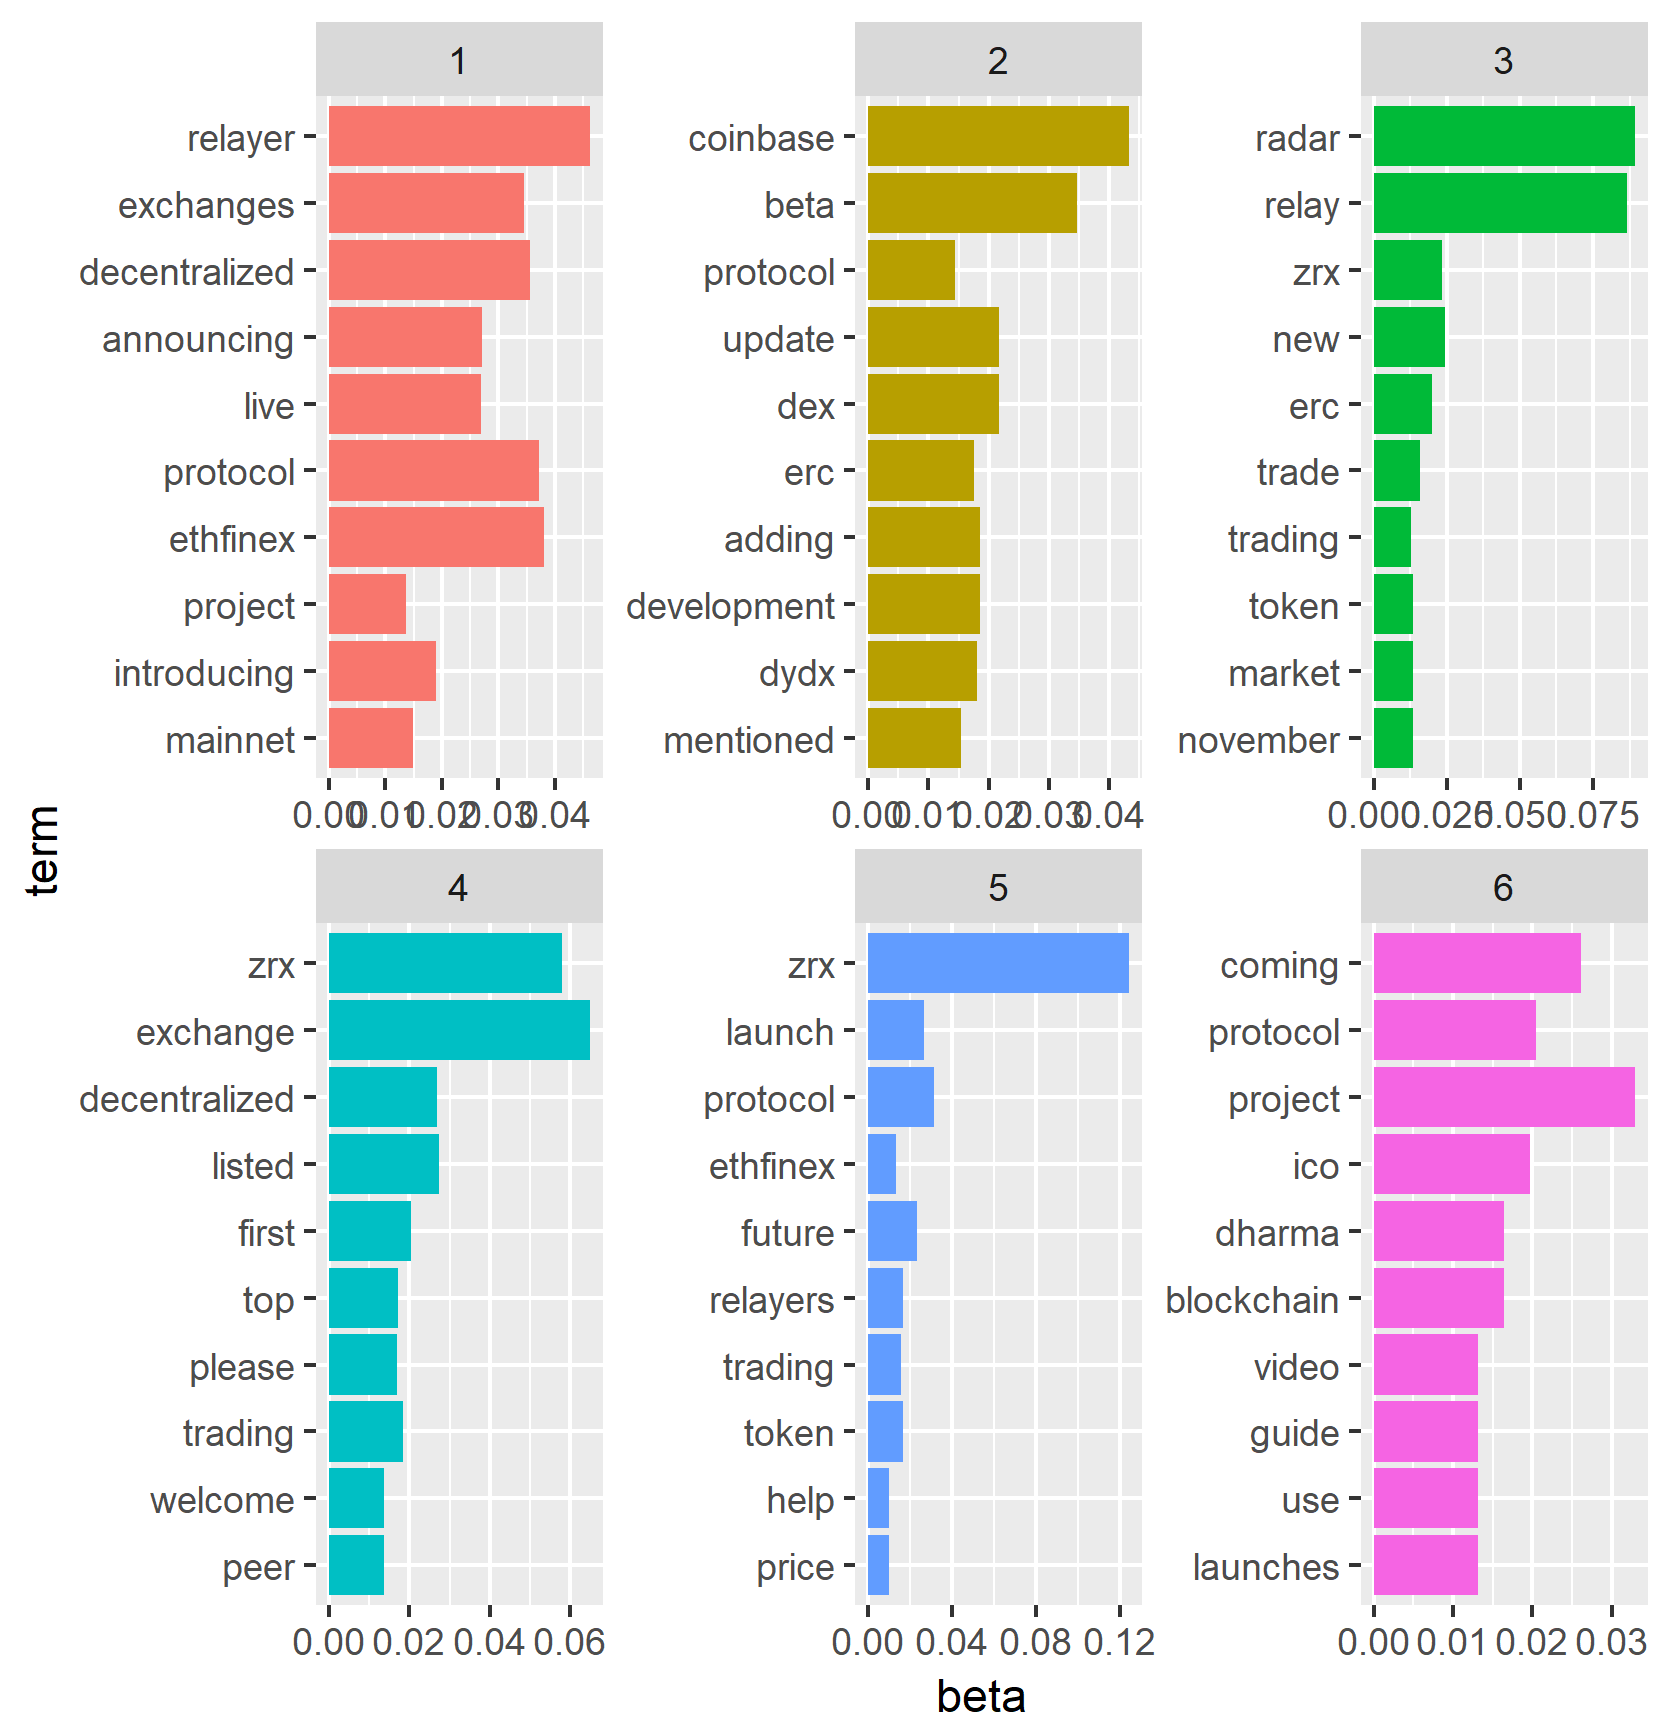 1
relayer
exchanges
decentralized
announcing
live
protocol
ethfinex
project
introducing
mainnet
0.00 0.01 0.02 0.03 0.04
2
coinbase
beta
protocol
update
dex
erc
adding
development
dydx
mentioned
0.00 0.01 0.02 0.03 0.04
3
radar
relay
zrx
new
erc
trade
trading
token
market
november
0.000 0.025 0.050 0.075
term
4
zrx
exchange
decentralized
listed
first
top
please
trading
welcome
peer
0.00 0.02 0.04 0.06
5
zrx
launch
protocol
ethfinex
future
relayers
trading
token
help
price
0.00 0.04 0.08 0.12
6
coming
protocol
project
ico
dharma
blockchain
video
guide
use
launches
0.00 0.01 0.02 0.03
beta